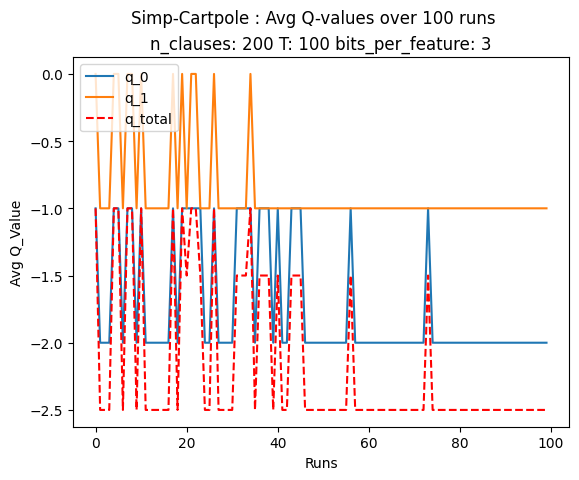 Simp-Cartpole : Avg Q-values over 100 runs
n_clauses: 200 T: 100 bits_per_feature: 3
q_0
q_1
q_total
Avg Q_Value
0.0
−0.5
−1.0
−1.5
−2.0
−2.5
0 20 40 60 80 100
Runs